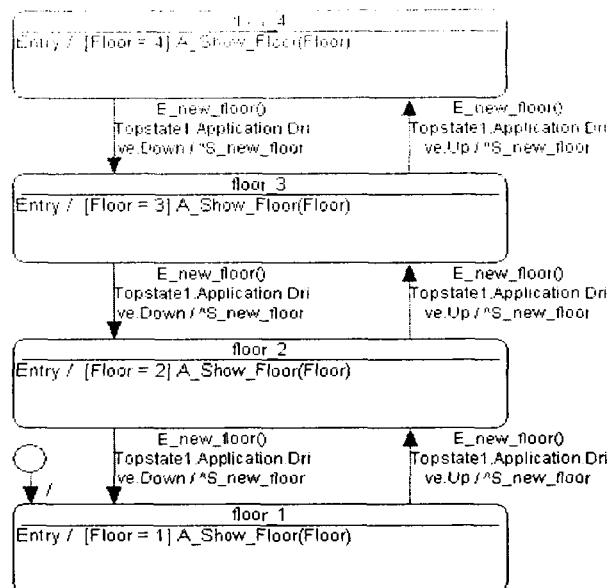 floor_4
Entry / [Floor = 4] A_Show_Floor(Floor)
E_new_floor()
Topstate1.Application.Dri
ve.Down / ^S_new_floor
E_new_floor()
Topstate1.Application.Dri
ve.Up / ^S_new_floor
floor_3
Entry / [Floor = 3] A_Show_Floor(Floor)
E_new_floor()
Topstate1.Application.Dri
ve.Down / ^S_new_floor
E_new_floor()
Topstate1.Application.Dri
ve.Up / ^S_new_floor
floor_2
Entry / [Floor = 2] A_Show_Floor(Floor)
E_new_floor()
Topstate1.Application.Dri
ve.Down / ^S_new_floor
E_new_floor()
Topstate1.Application.Dri
ve.Up / ^S_new_floor
/
floor_1
Entry / [Floor = 1] A_Show_Floor(Floor)